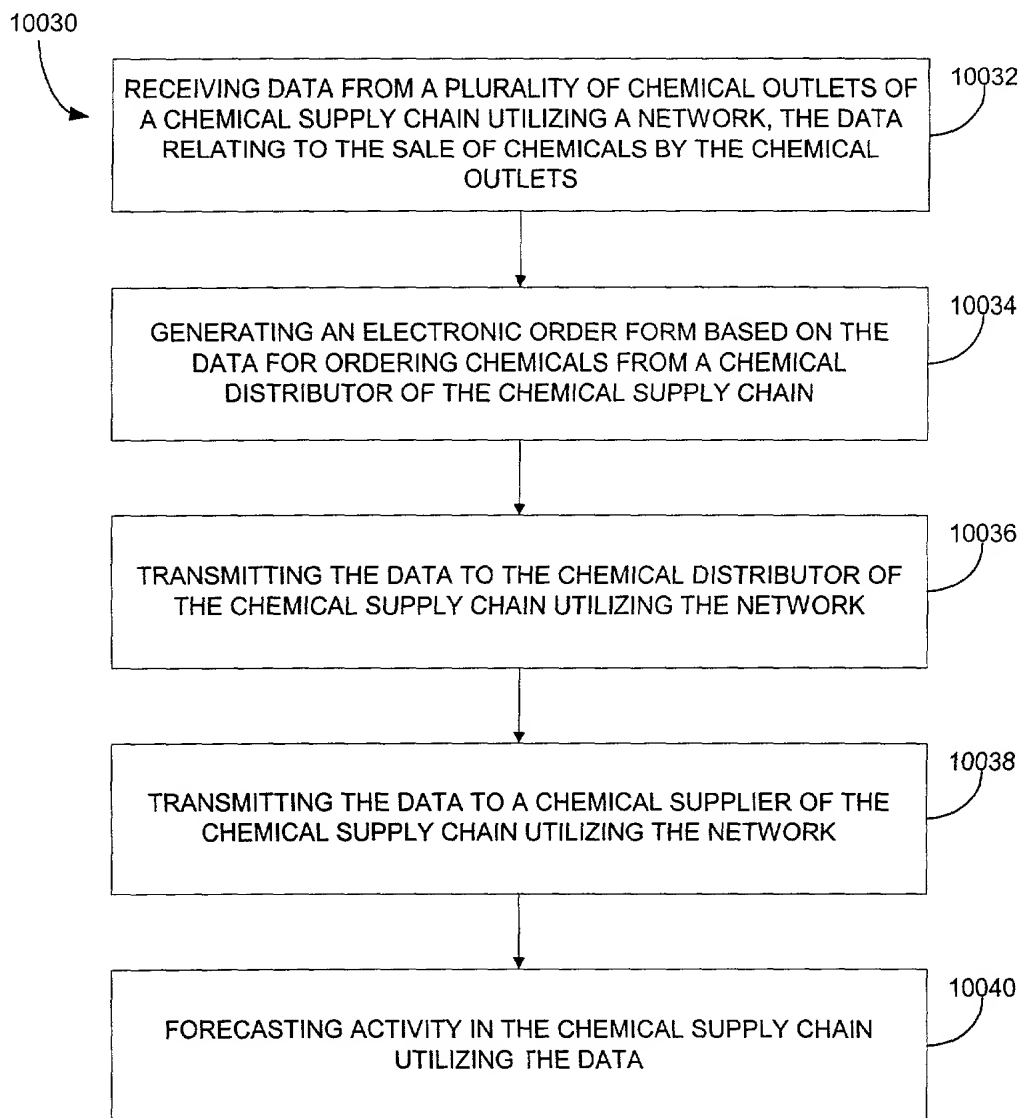 10030
10032
RECEIVING DATA FROM A PLURALITY OF CHEMICAL OUTLETS OF
A CHEMICAL SUPPLY CHAIN UTILIZING A NETWORK, THE DATA
RELATING TO THE SALE OF CHEMICALS BY THE CHEMICAL
OUTLETS
10034
GENERATING AN ELECTRONIC ORDER FORM BASED ON THE
DATA FOR ORDERING CHEMICALS FROM A CHEMICAL
DISTRIBUTOR OF THE CHEMICAL SUPPLY CHAIN
10036
TRANSMITTING THE DATA TO THE CHEMICAL DISTRIBUTOR OF
THE CHEMICAL SUPPLY CHAIN UTILIZING THE NETWORK
10038
TRANSMITTING THE DATA TO A CHEMICAL SUPPLIER OF THE
CHEMICAL SUPPLY CHAIN UTILIZING THE NETWORK
10040
FORECASTING ACTIVITY IN THE CHEMICAL SUPPLY CHAIN
UTILIZING THE DATA